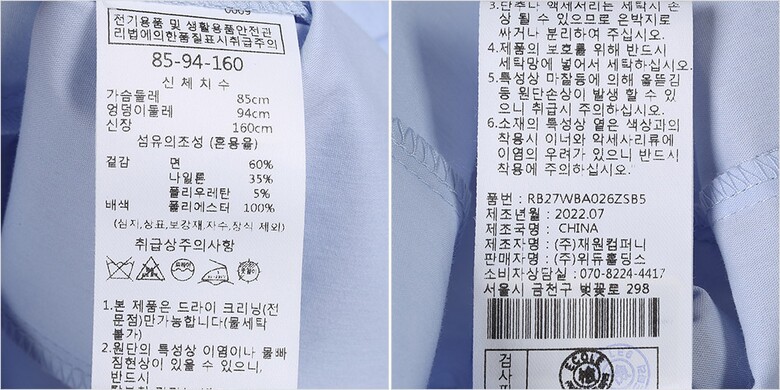 0009
전기용품 및 생활용품안전관
리법에의한품질표시취급주의
85-94-160
신체치수
가슴둘레 85cm
엉덩이둘레 94cm
신장 160cm
섬유의조성 (혼용율)
겉감 면 60%
나일론 35%
폴리우레탄 5%
배색 폴리에스터 100%
(심지,상표,보강재,자수,장식 제외)
취급상주의사항
1.본 제품은 드라이 크리닝(전
문점)만가능합니다(물세탁
불가)
2.원단의 특성상 이염이나 물빠
짐현상이 있을 수 있으니,
반드시
3.단추나 액세서리는 세탁시 손
상 될 수 있으므로 은박지로
싸거나 분리하여 주십시오.
4.제품의 보호를 위해 반드시
세탁망에 넣어서 세탁하십시오.
5.특성상 마찰등에 의해 올뜯김
등 원단손상이 발생 할 수 있
으니 취급시 주의하십시오.
6.소재의 특성상 옅은 색상과의
착용시 이너와 악세사리류에
이염의 우려가 있으니 반드시
착용에 주의하십시오.
품번 : RB27WBA026ZSB5
제조년월 : 2022.07
제조국명 : CHINA
제조자명 : (주)재원컴퍼니
판매자명 : (주)위듀홀딩스
소비자상담실 : 070-8224-4417
서울시 금천구 벚꽃로 298
검사
ECOLE